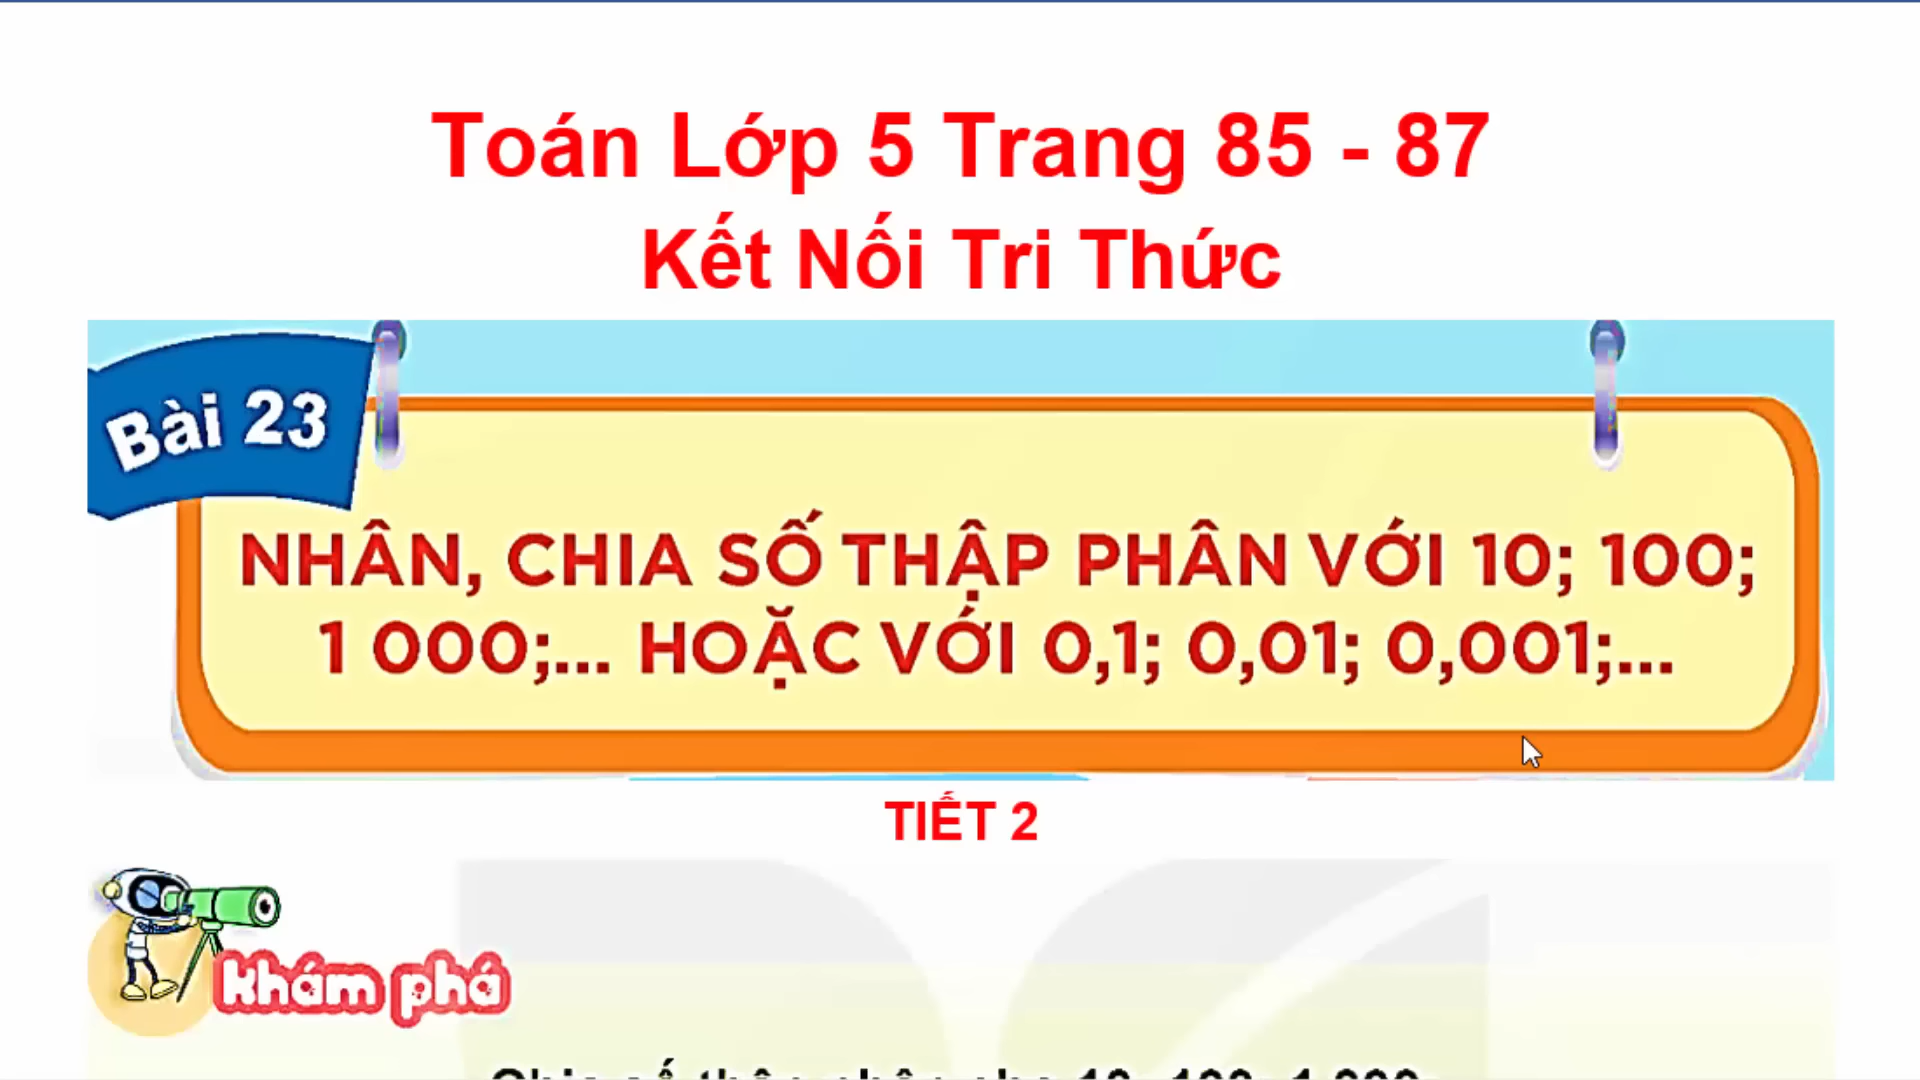 Toán Lớp 5 Trang 85 - 87
Kết Nối Tri Thức
Bài 23
NHÂN, CHIA SỐ THẬP PHÂN VỚI 10; 100;
1 000;... HOẶC VỚI 0,1; 0,01; 0,001;...
TIẾT 2
khám phá